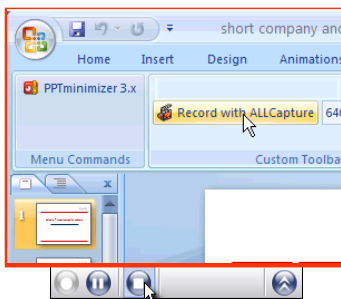 short company and
Home Insert Design Animations
PPTminimizer 3.x
Record with ALLCapture 640
Menu Commands Custom Toolba
x
1